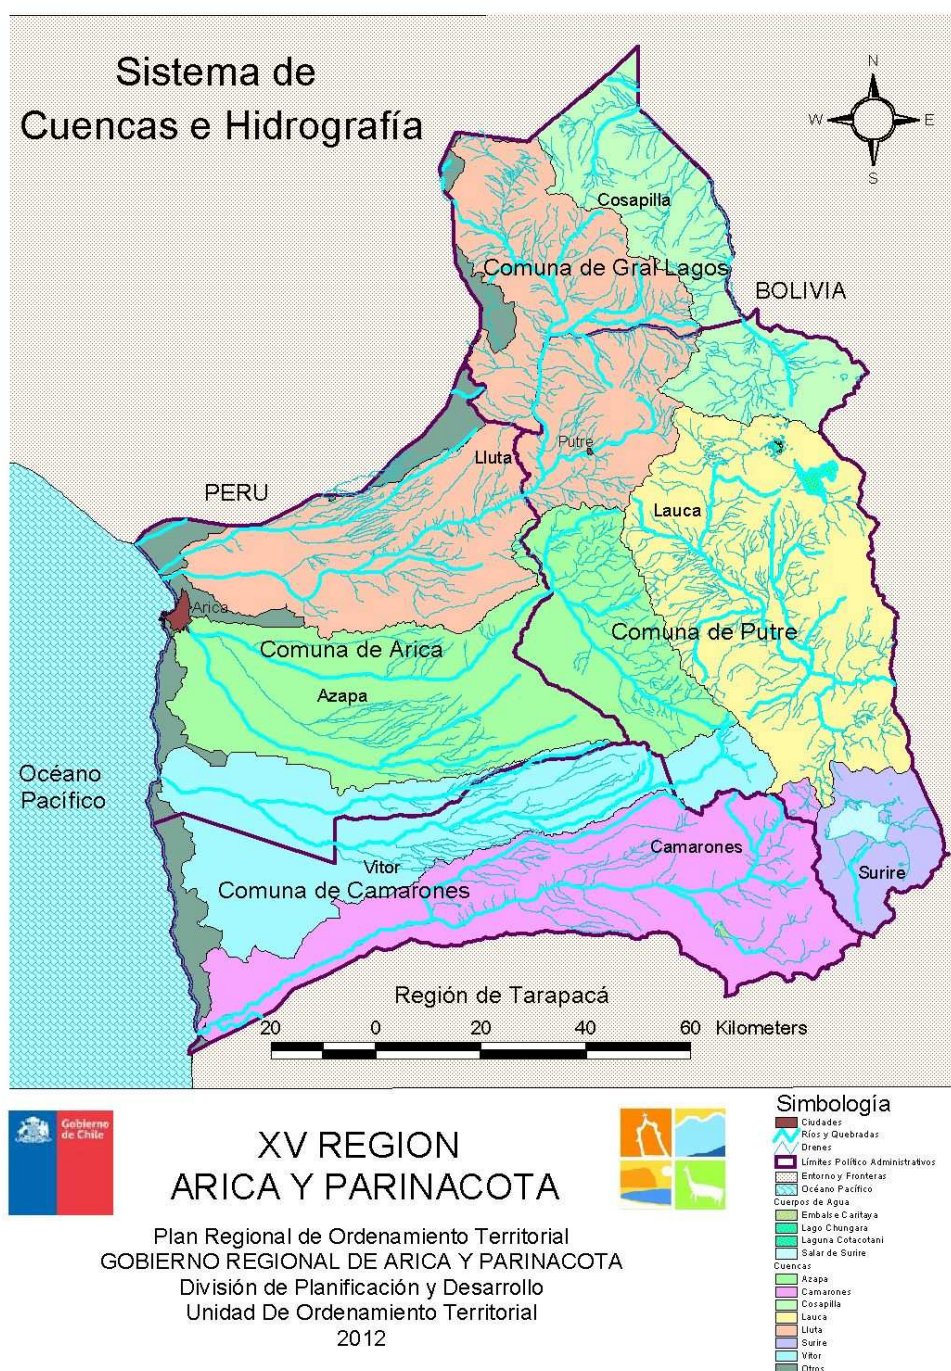 Sistema de
Cuencas e Hidrografía
N
W
E
S
Cosapilla
Comuna de Gral Lagos
BOLIVIA
Putre
Lluta
PERU
Lauca
Arica
Comuna de Putre
Comuna de Arica
Azapa
Océano
Pacífico
Camarones
Vitor
Surire
Comuna de Camarones
Región de Tarapacá
20 0 20 40 60 Kilometers
Gobierno
de Chile
XV REGION
ARICA Y PARINACOTA
Plan Regional de Ordenamiento Territorial
GOBIERNO REGIONAL DE ARICA Y PARINACOTA
División de Planificación y Desarrollo
Unidad De Ordenamiento Territorial
2012
Simbología
Ciudades
Ríos y Quebradas
Drenes
Límites Político Administrativos
Entorno y Fronteras
Océano Pacífico
Cuerpos de Agua
Embalse Caritaya
Lago Chungara
Laguna Cotacotani
Salar de Surire
Cuencas
Azapa
Camarones
Cosapilla
Lauca
Lluta
Surire
Vitor
Otros